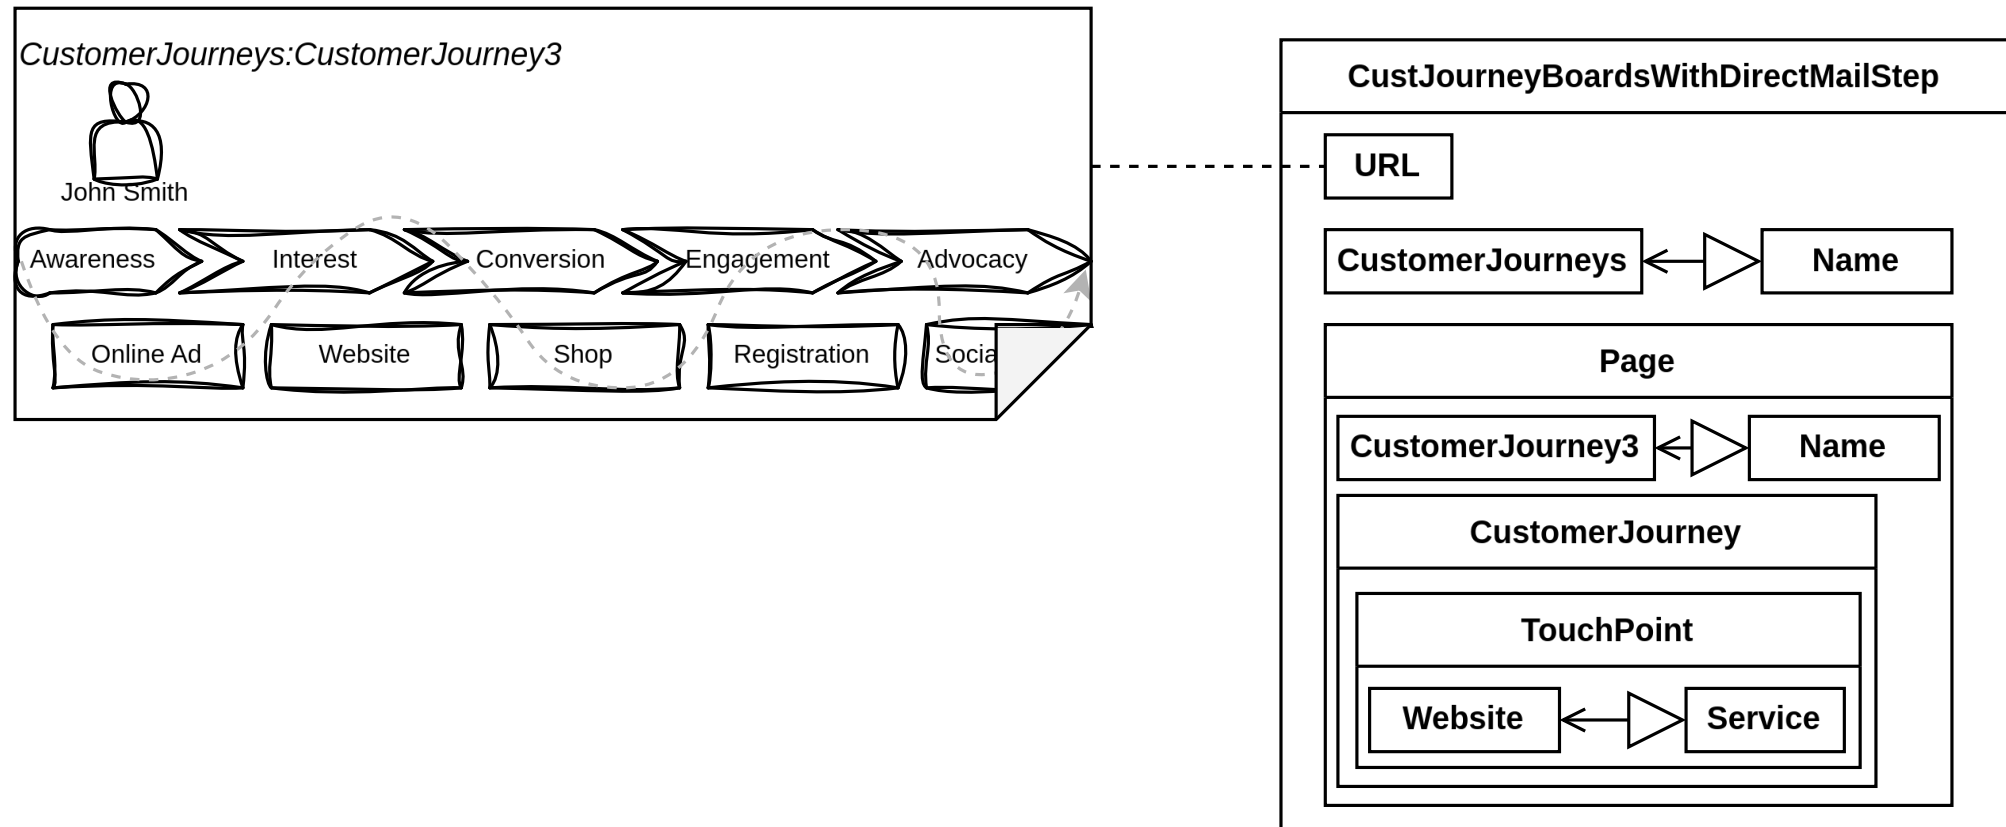 CustomerJourneys:CustomerJourney3
John Smith
Awareness
Interest
Conversion
Engagement
Advocacy
Online Ad
Website
Shop
Registration
CustJourneyBoardsWithDirectMailStep
URL
CustomerJourneys
Name
Page
CustomerJourney3
Name
CustomerJourney
TouchPoint
Website
Service